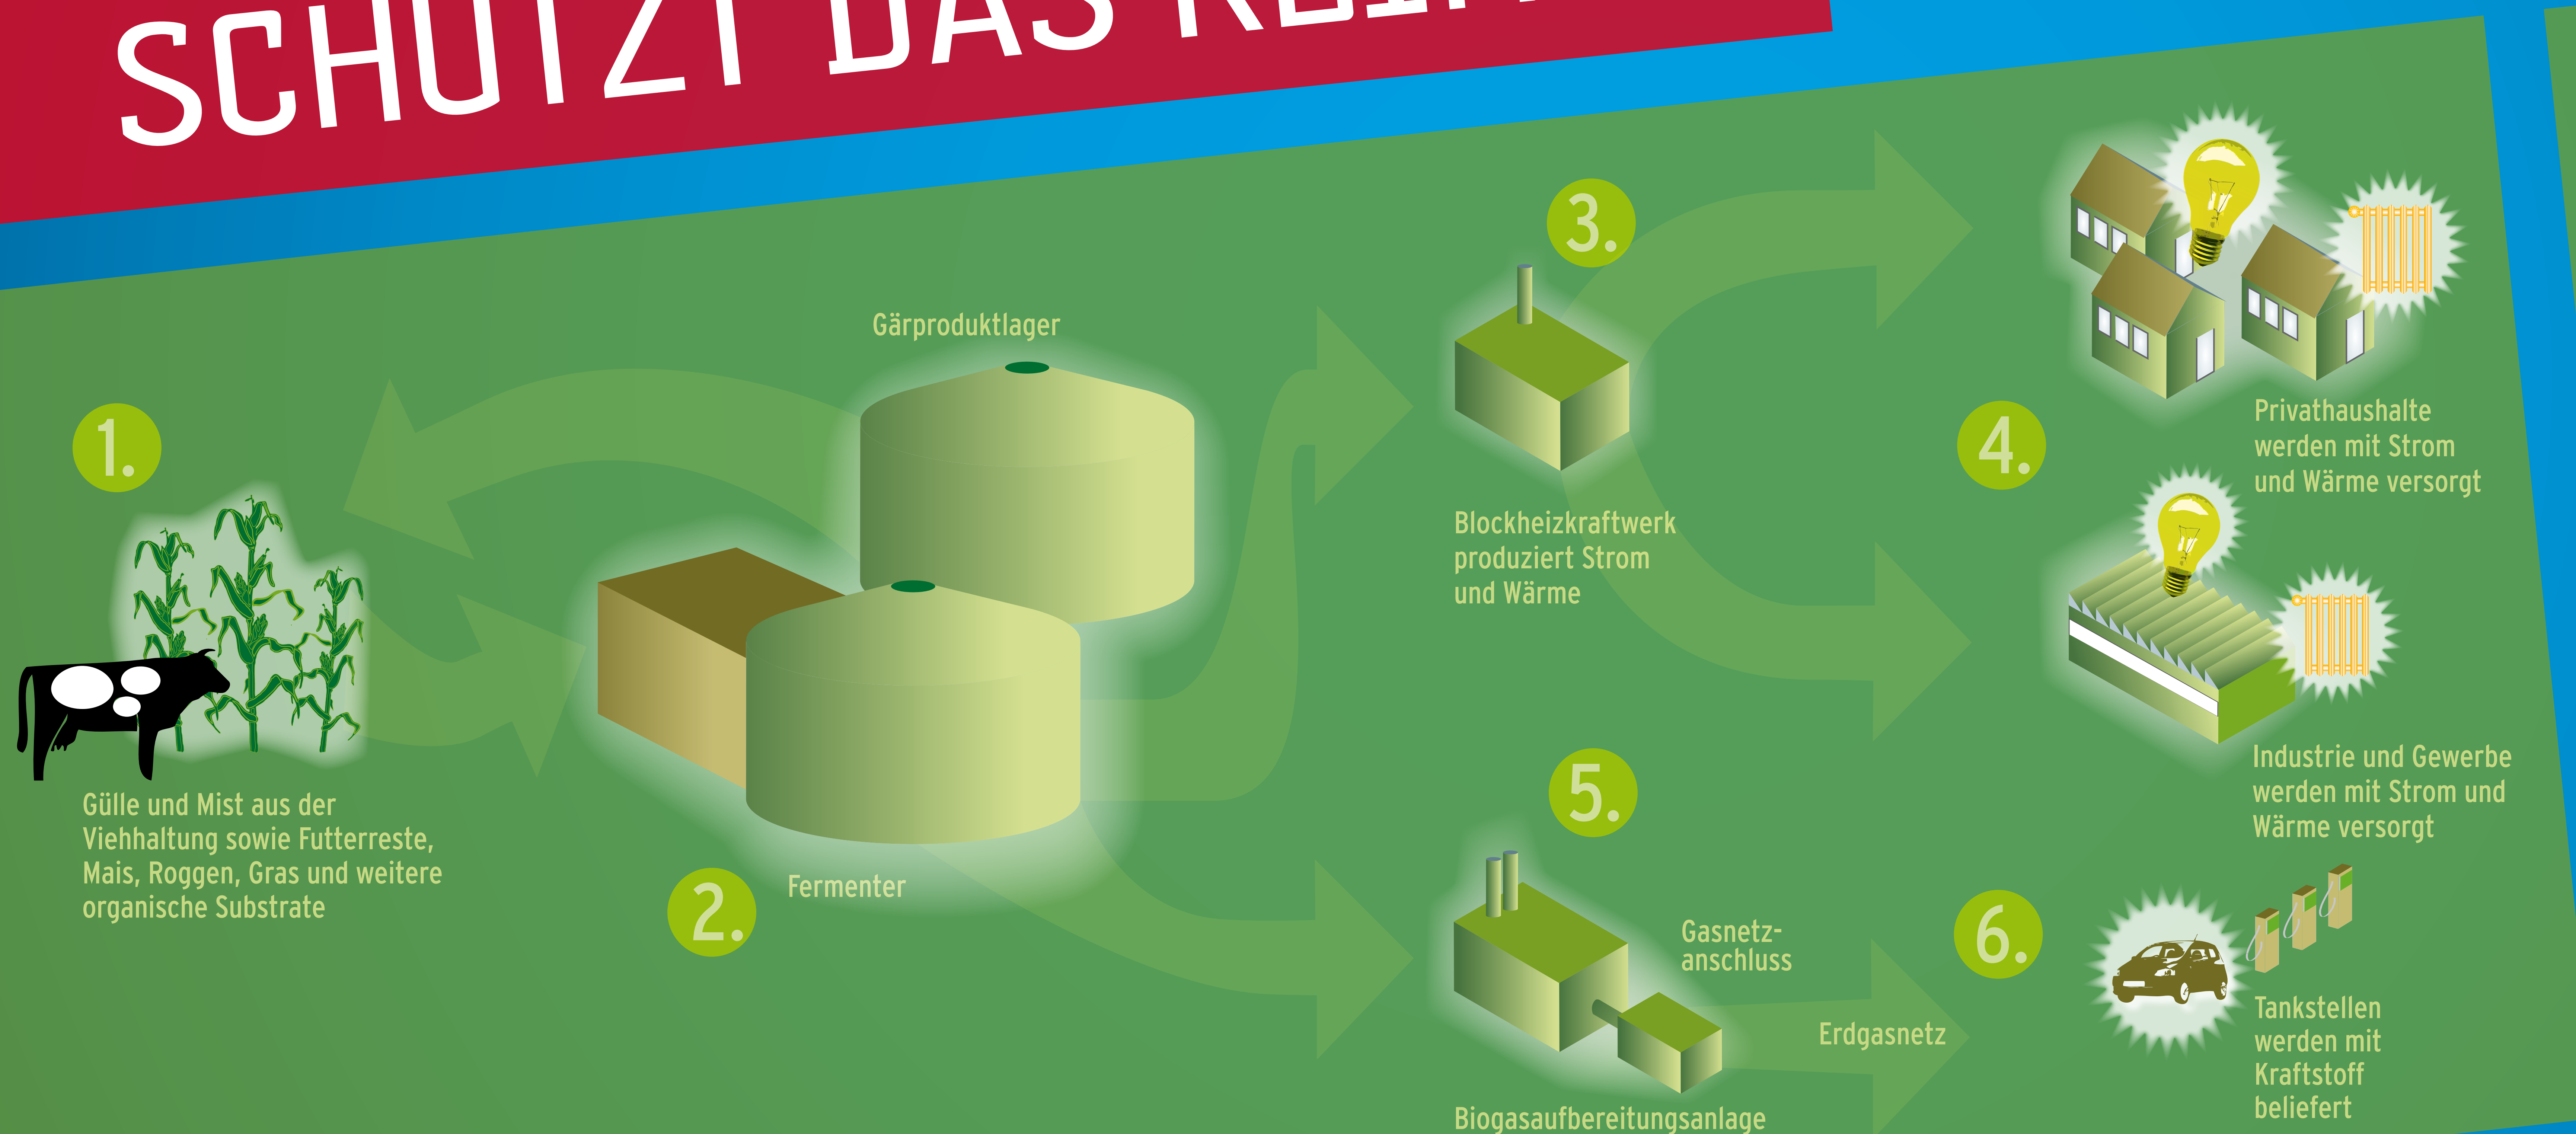 SCHÜTZT DAS
1.
Gülle und Mist aus der
Viehhaltung sowie Futterreste,
Mais, Roggen, Gras und weitere
organische Substrate
Gärproduktlager
2.
Fermenter
3.
Blockheizkraftwerk
produziert Strom
und Wärme
4.
Privathaushalte
werden mit Strom
und Wärme versorgt
Industrie und Gewerbe
werden mit Strom und
Wärme versorgt
5.
Gasnetz-
anschluss
Erdgasnetz
Biogasaufbereitungsanlage
6.
Tankstellen
werden mit
Kraftstoff
beliefert